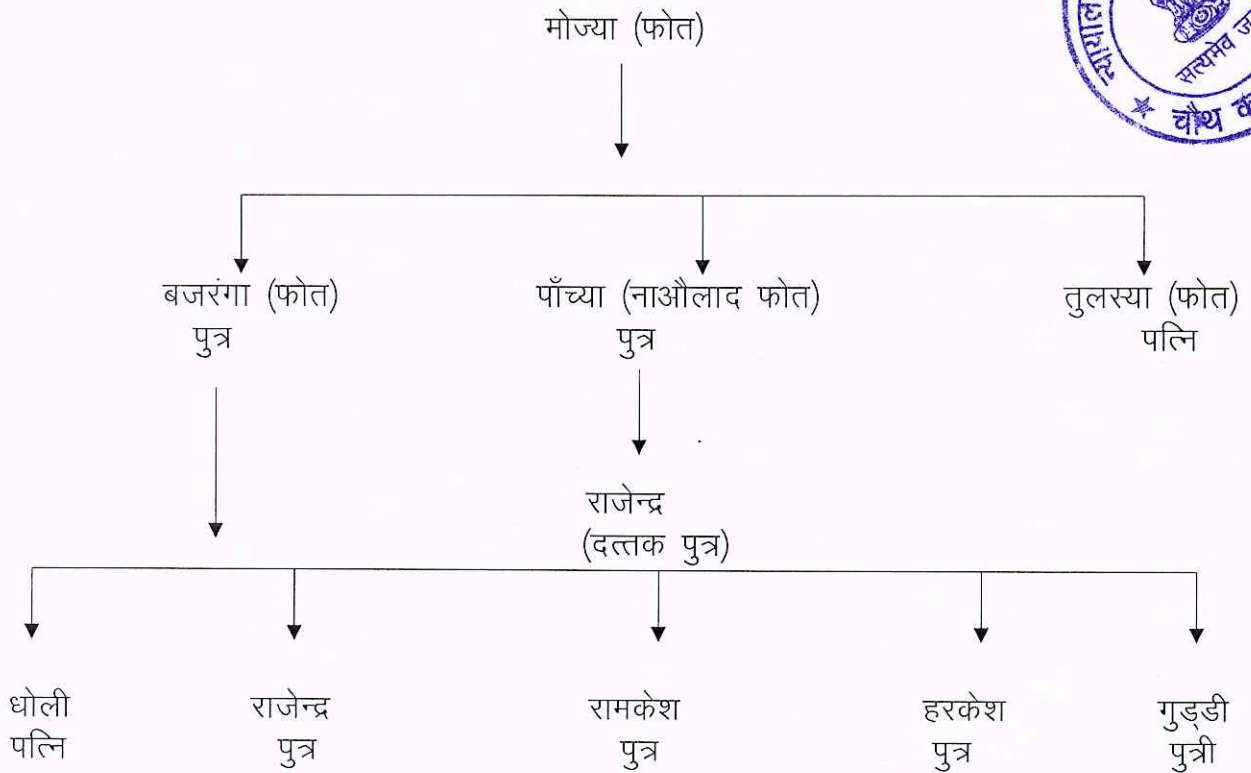 मोज्या (फोत)
न्यायाल
सत्यमेव ज
चौथ
बजरंगा (फोत)
पुत्र
पाँच्या (नाऔलाद फोत)
पुत्र
तुलस्या (फोत)
पत्नि
राजेन्द्र
(दत्तक पुत्र)
धोली
पत्नि
राजेन्द्र
पुत्र
रामकेश
पुत्र
हरकेश
पुत्र
गुड्डी
पुत्री